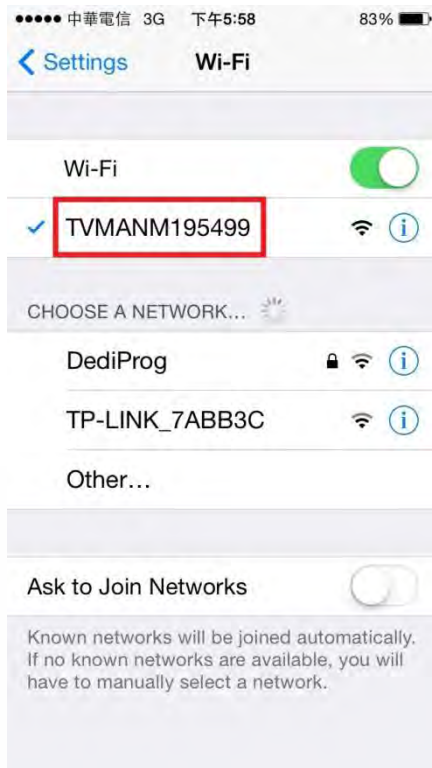 中華電信 3G 下午5:58 83%
Settings Wi-Fi
Wi-Fi
TVMANM195499
CHOOSE A NETWORK...
DediProg
TP-LINK_7ABB3C
Other...
Ask to Join Networks
Known networks will be joined automatically.
If no known networks are available, you will
have to manually select a network.